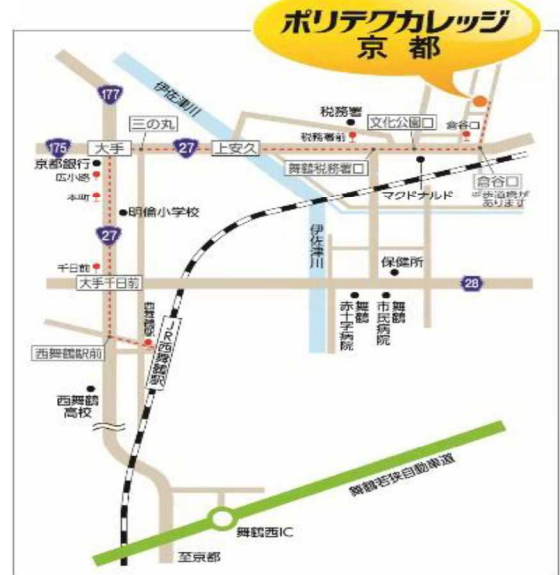 ポリテクカレッジ
京都
177
伊佐津川
三の丸
税務署
文化公園口
倉谷口
税務署前
175
大手
27
上安久
京都銀行
広小路
舞鶴税務署口
倉谷口
マクドナルド
※歩道橋が
あります
本町
明倫小学校
27
伊佐津川
保健所
千日前
大手千日前
28
西舞鶴駅
舞鶴
赤十字病院
舞鶴
市民病院
JR西舞鶴駅
西舞鶴駅前
西舞鶴
高校
舞鶴若狭自動車道
舞鶴西IC
至京都